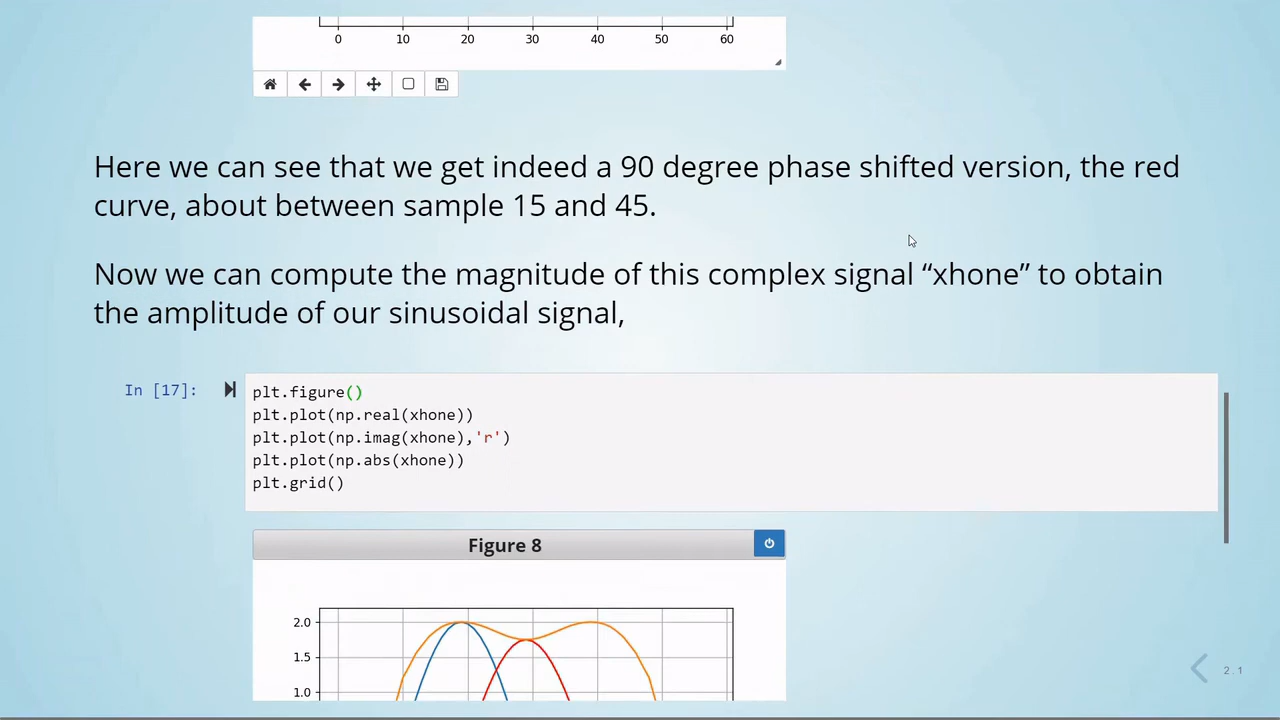 0 10 20 30 40 50 60
Here we can see that we get indeed a 90 degree phase shifted version, the red
curve, about between sample 15 and 45.
Now we can compute the magnitude of this complex signal “xhone” to obtain
the amplitude of our sinusoidal signal,
In [17]:
plt.figure()
plt.plot(np.real(xhone))
plt.plot(np.imag(xhone),'r')
plt.plot(np.abs(xhone))
plt.grid()
Figure 8
2.0
1.5
1.0
2.1